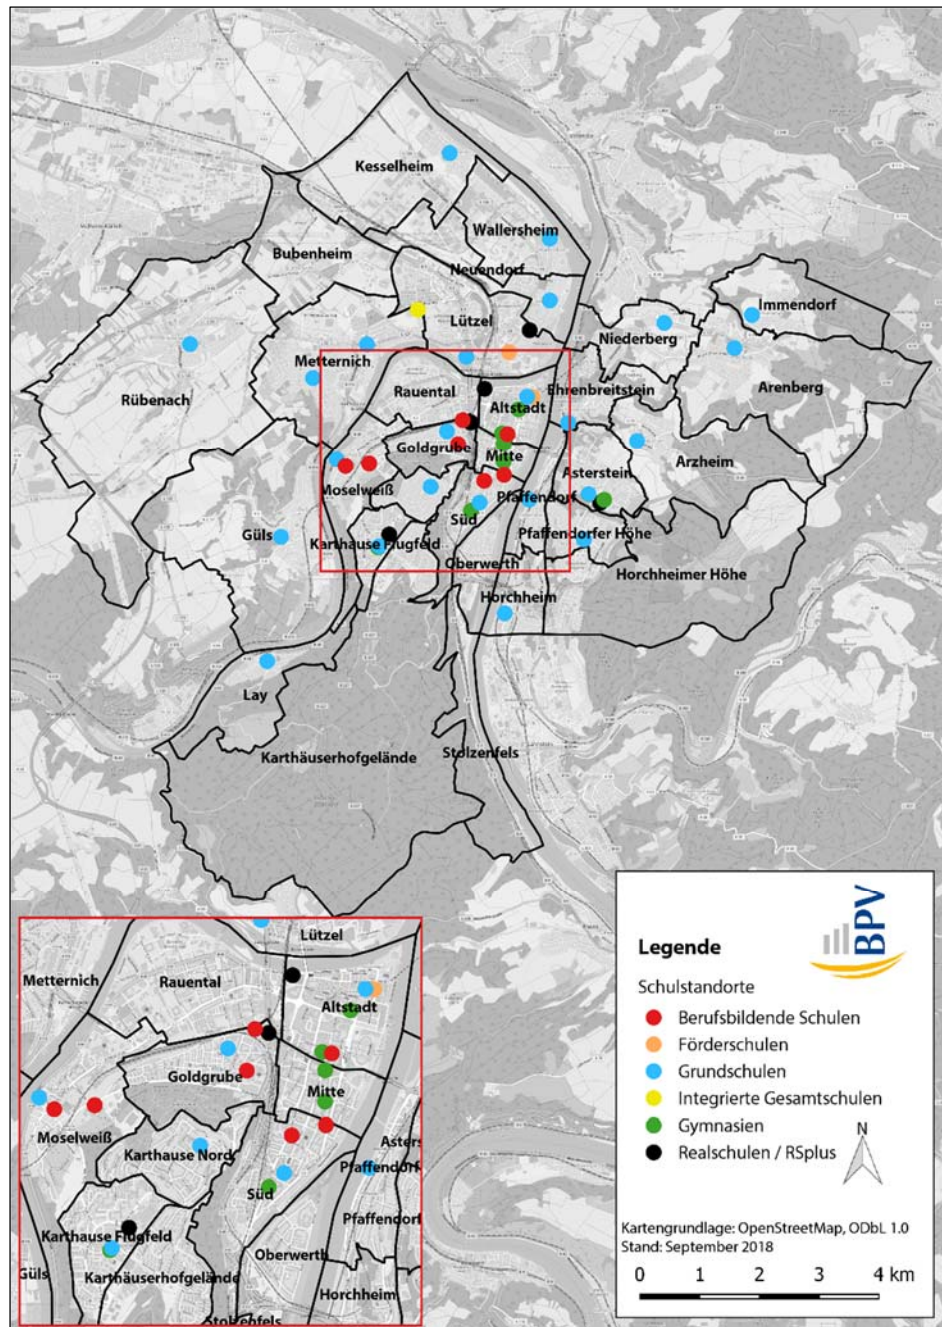 Kesselheim
Wallersheim
Bubenheim
Neuendorf
Immendorf
Lützel
Niederberg
Metternich
Ehrenbreitstein
Arenberg
Rübenach
Rauental
Altstadt
Goldgrube
Mitte
Arzheim
Asterstein
Moselweiß
Pfaffendorf
Süd
Güls
Karthause Flugfeld
Pfaffendorfer Höhe
Oberwerth
Horchheimer Höhe
Horchheim
Lay
Karthäuserhofgelände
Stolzenfels
Lützel
Metternich
Rauental
Altstadt
Goldgrube
Mitte
Moselweiß
Karthause Nord
Asters
Pfaffendorf
Süd
Pfaffendorf
Karthause Flugfeld
Oberwerth
Güls
Karthäuserhofgelände
Horchheim
Stolzenfels
BPV
Legende
Schulstandorte
Berufsbildende Schulen
Förderschulen
Grundschulen
Integrierte Gesamtschulen
Gymnasien
Realschulen / RSplus
N
Kartengrundlage: OpenStreetMap, ODbL 1.0
Stand: September 2018
0 1 2 3 4 km